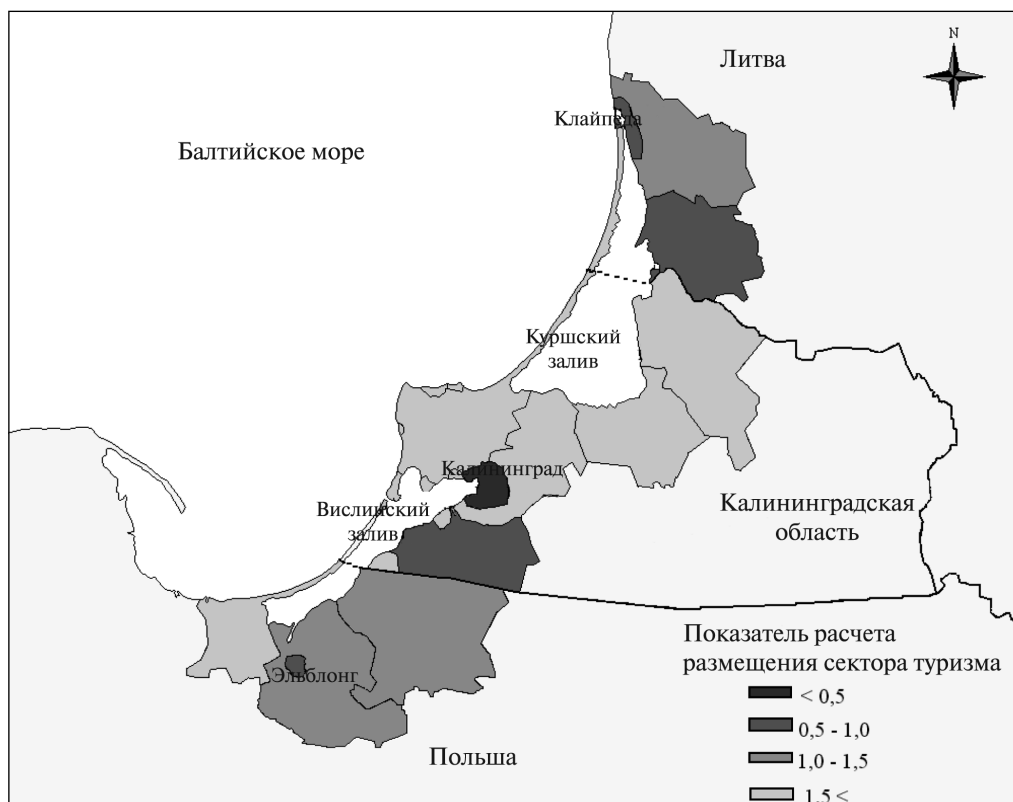 N
Литва
Клайпеда
Балтийское море
Куршский
залив
Калининград
Вислинский
залив
Калининградская
область
Эльблонг
Польша
Показатель расчета
размещения сектора туризма
< 0,5
0,5 - 1,0
1,0 - 1,5
1,5 <